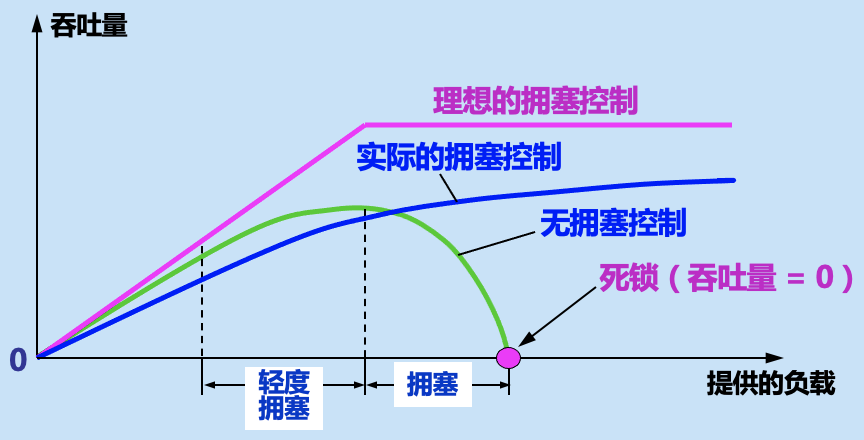 吞吐量
理想的拥塞控制
实际的拥塞控制
无拥塞控制
死锁（吞吐量 = 0）
0
轻度
拥塞
拥塞
提供的负载